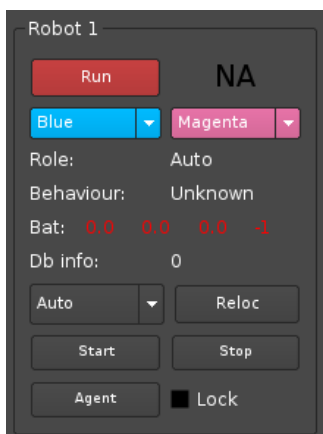 Robot 1
Run NA
Blue Magenta
Role: Auto
Behaviour: Unknown
Bat: 0.0 0.0 0.0 -1
Db info: 0
Auto Reloc
Start Stop
Agent Lock